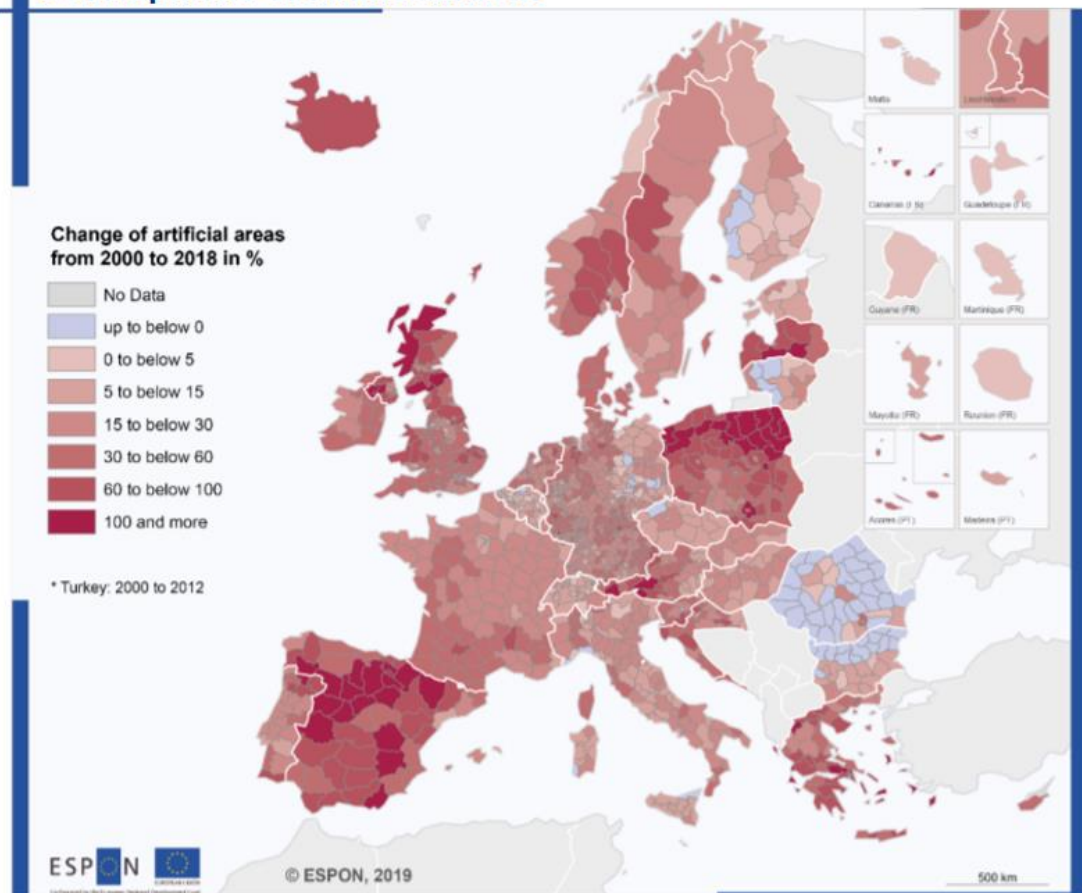 Malta
Canarias (ES)
Guadeloupe (FR)
Guyane (FR)
Martinique (FR)
Mayotte (FR)
Reunion (FR)
Acores (PT)
Madeira (PT)
Change of artificial areas
from 2000 to 2018 in %
No Data
up to below 0
0 to below 5
5 to below 15
15 to below 30
30 to below 60
60 to below 100
100 and more
* Turkey: 2000 to 2012
ESPON
© ESPON, 2019
500 km